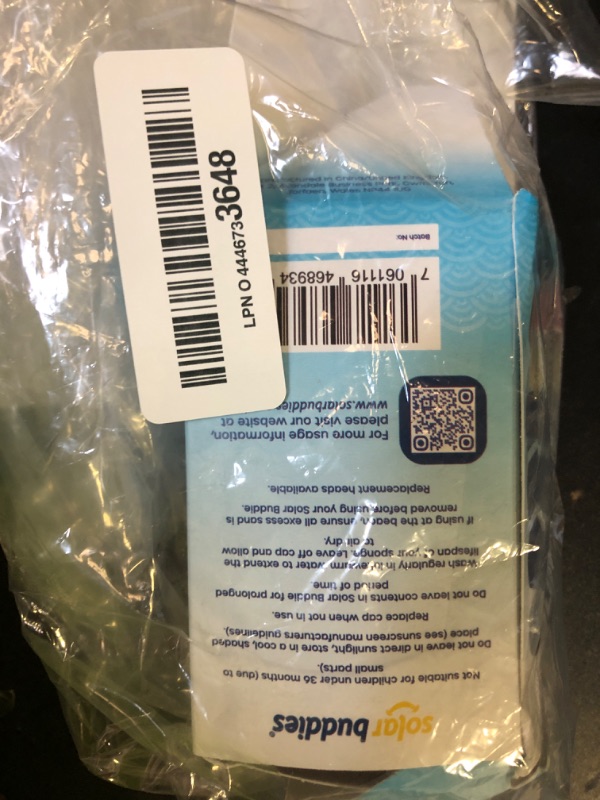 LPN O 4446733648
solar buddies
Not suitable for children under 36 months (due to
small parts).
Do not leave in direct sunlight, store in a cool, shaded
place (see sunscreen manufacturers guidelines).
Replace cap when not in use.
Do not leave contents in Solar Buddie for prolonged
period of time.
Wash regularly in lukewarm water to extend the
lifespan of your sponge. Leave off cap and allow
to air dry.
If using at the beach, ensure all excess sand is
removed before using your Solar Buddie.
Replacement heads available.
For more usage information,
please visit our website at
www.solarbuddies
7 061116 468934
Batch No: